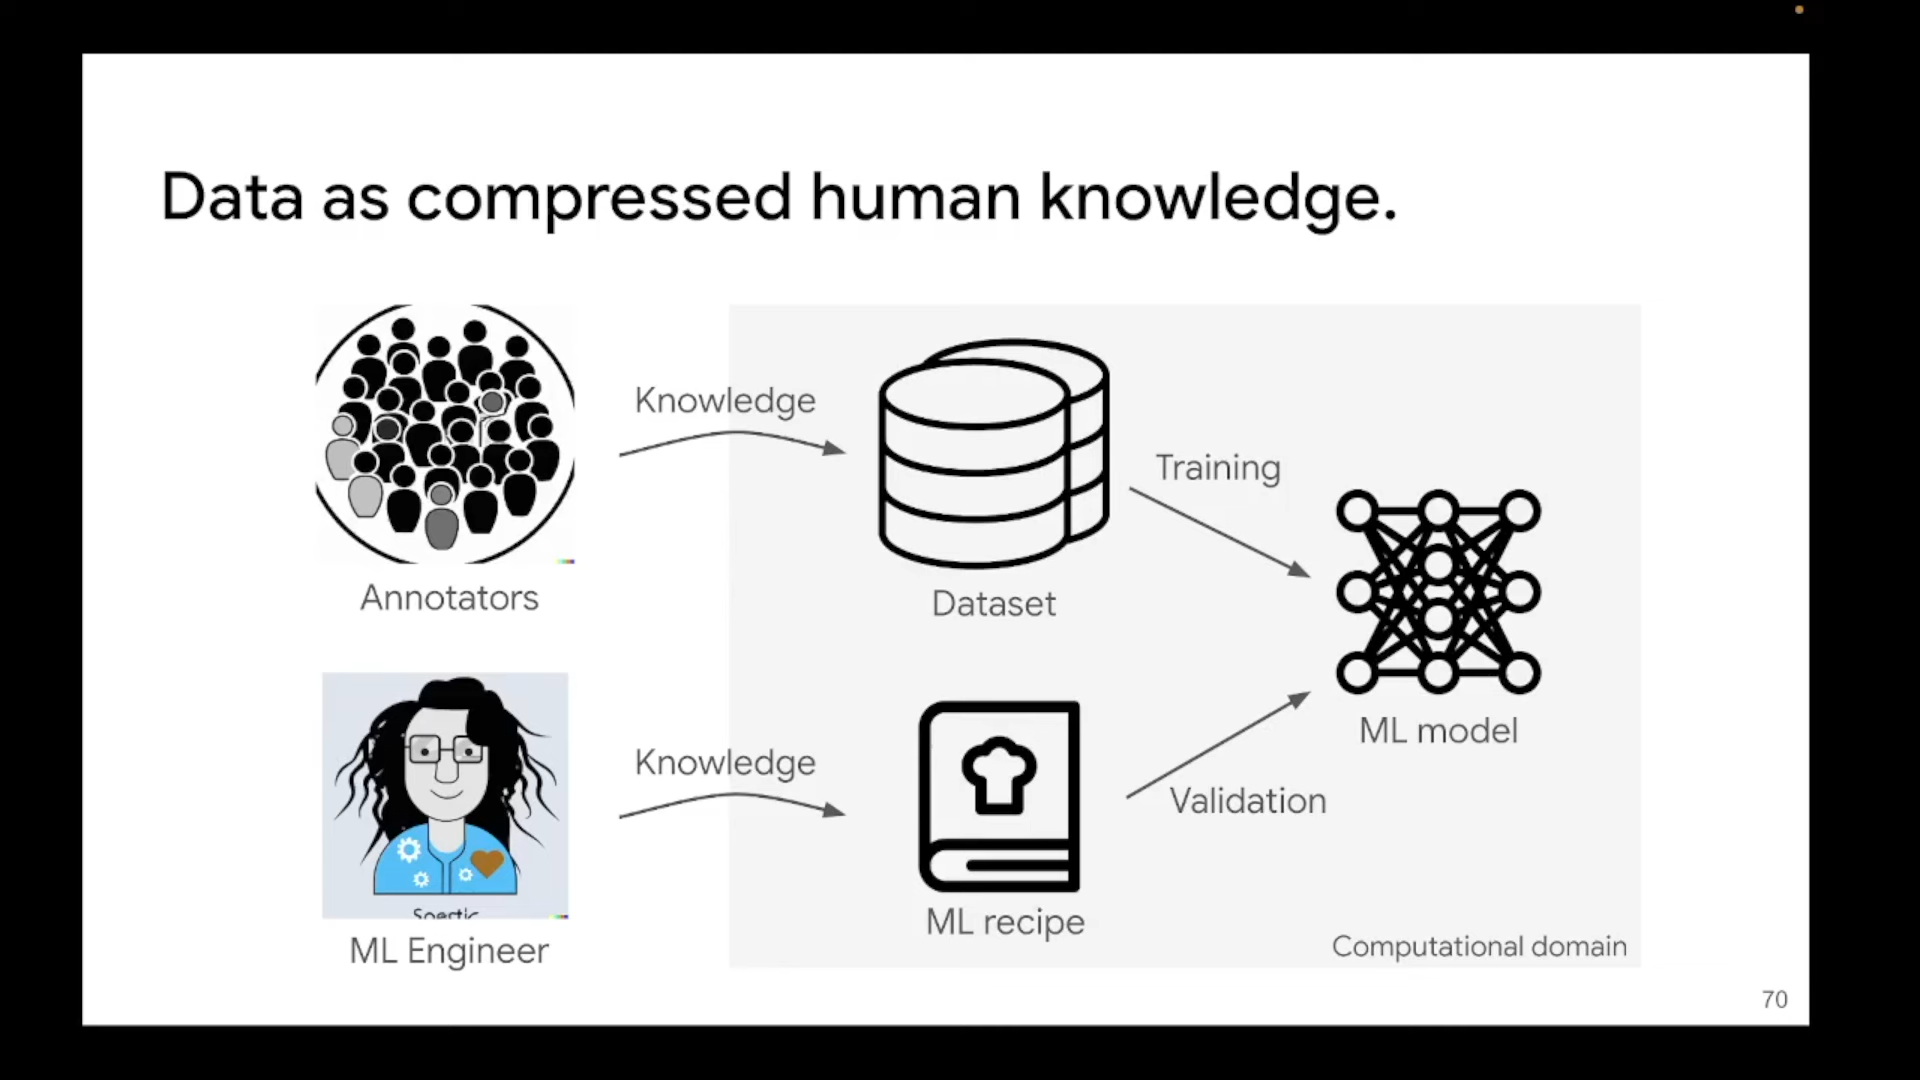 Data as compressed human knowledge.
Knowledge
Training
Annotators
Dataset
ML model
Knowledge
Validation
ML recipe
ML Engineer
Computational domain
70